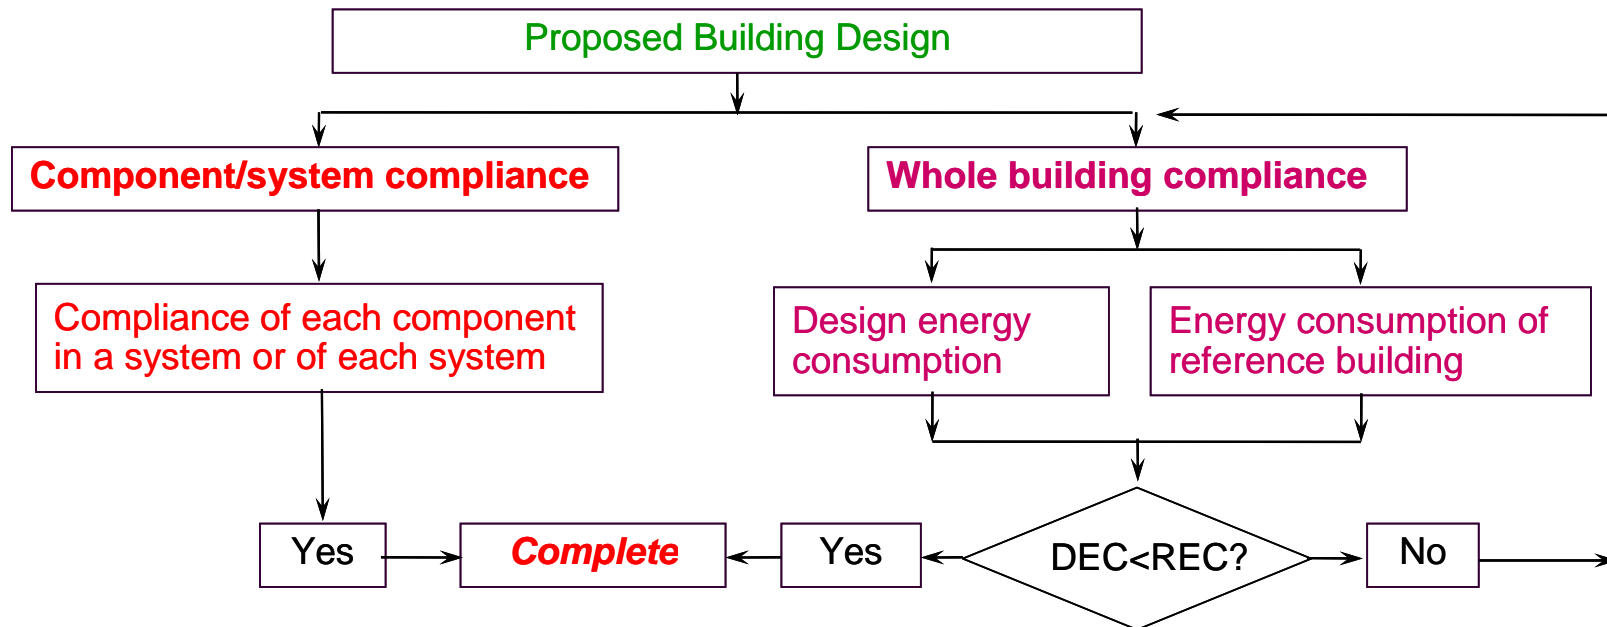 Proposed Building Design
Component/system compliance
Whole building compliance
Compliance of each component
in a system or of each system
Design energy
consumption
Energy consumption of
reference building
Yes
Complete
Yes
DEC<REC?
No